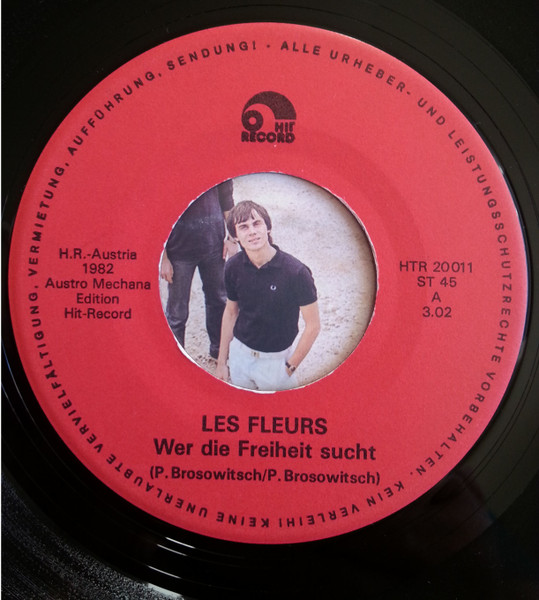 ALLE URHEBER- UND LEISTUNGSSCHUTZRECHTE VORBEHALTEN. KEIN VERLEIH! KEINE UNERLAUBTE VERVIELFÄLTIGUNG, VERMIETUNG, AUFFÖHRUNG, SENDUNG! -
HIT
RECORD
H.R.-Austria
1982
Austro Mechana
Edition
Hit-Record
HTR 20011
ST 45
A
3.02
LES FLEURS
Wer die Freiheit sucht
(P. Brosowitsch/P. Brosowitsch)